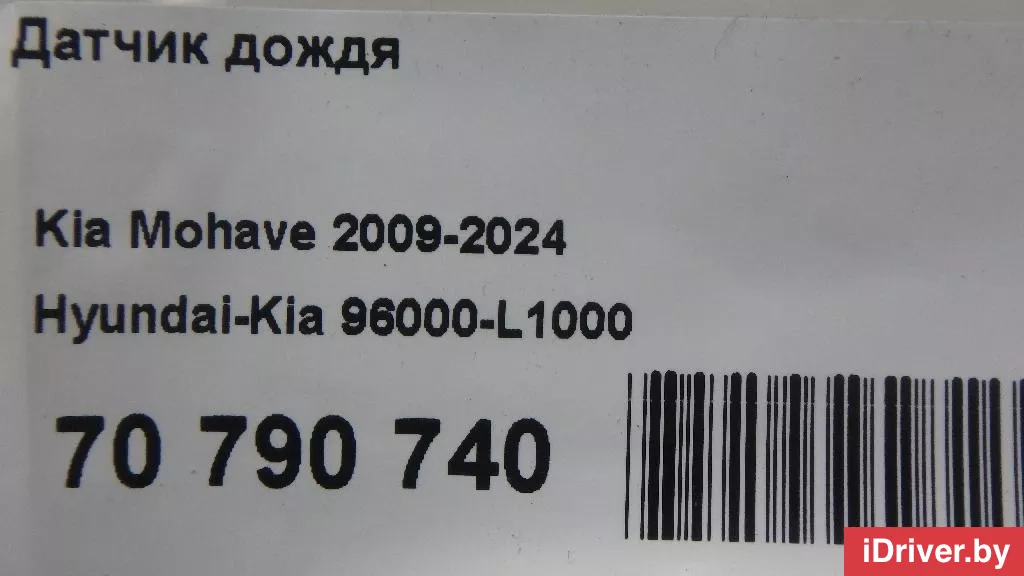 Датчик дождя
Kia Mohave 2009-2024
Hyundai-Kia 96000-L1000
70 790 740
iDriver.by